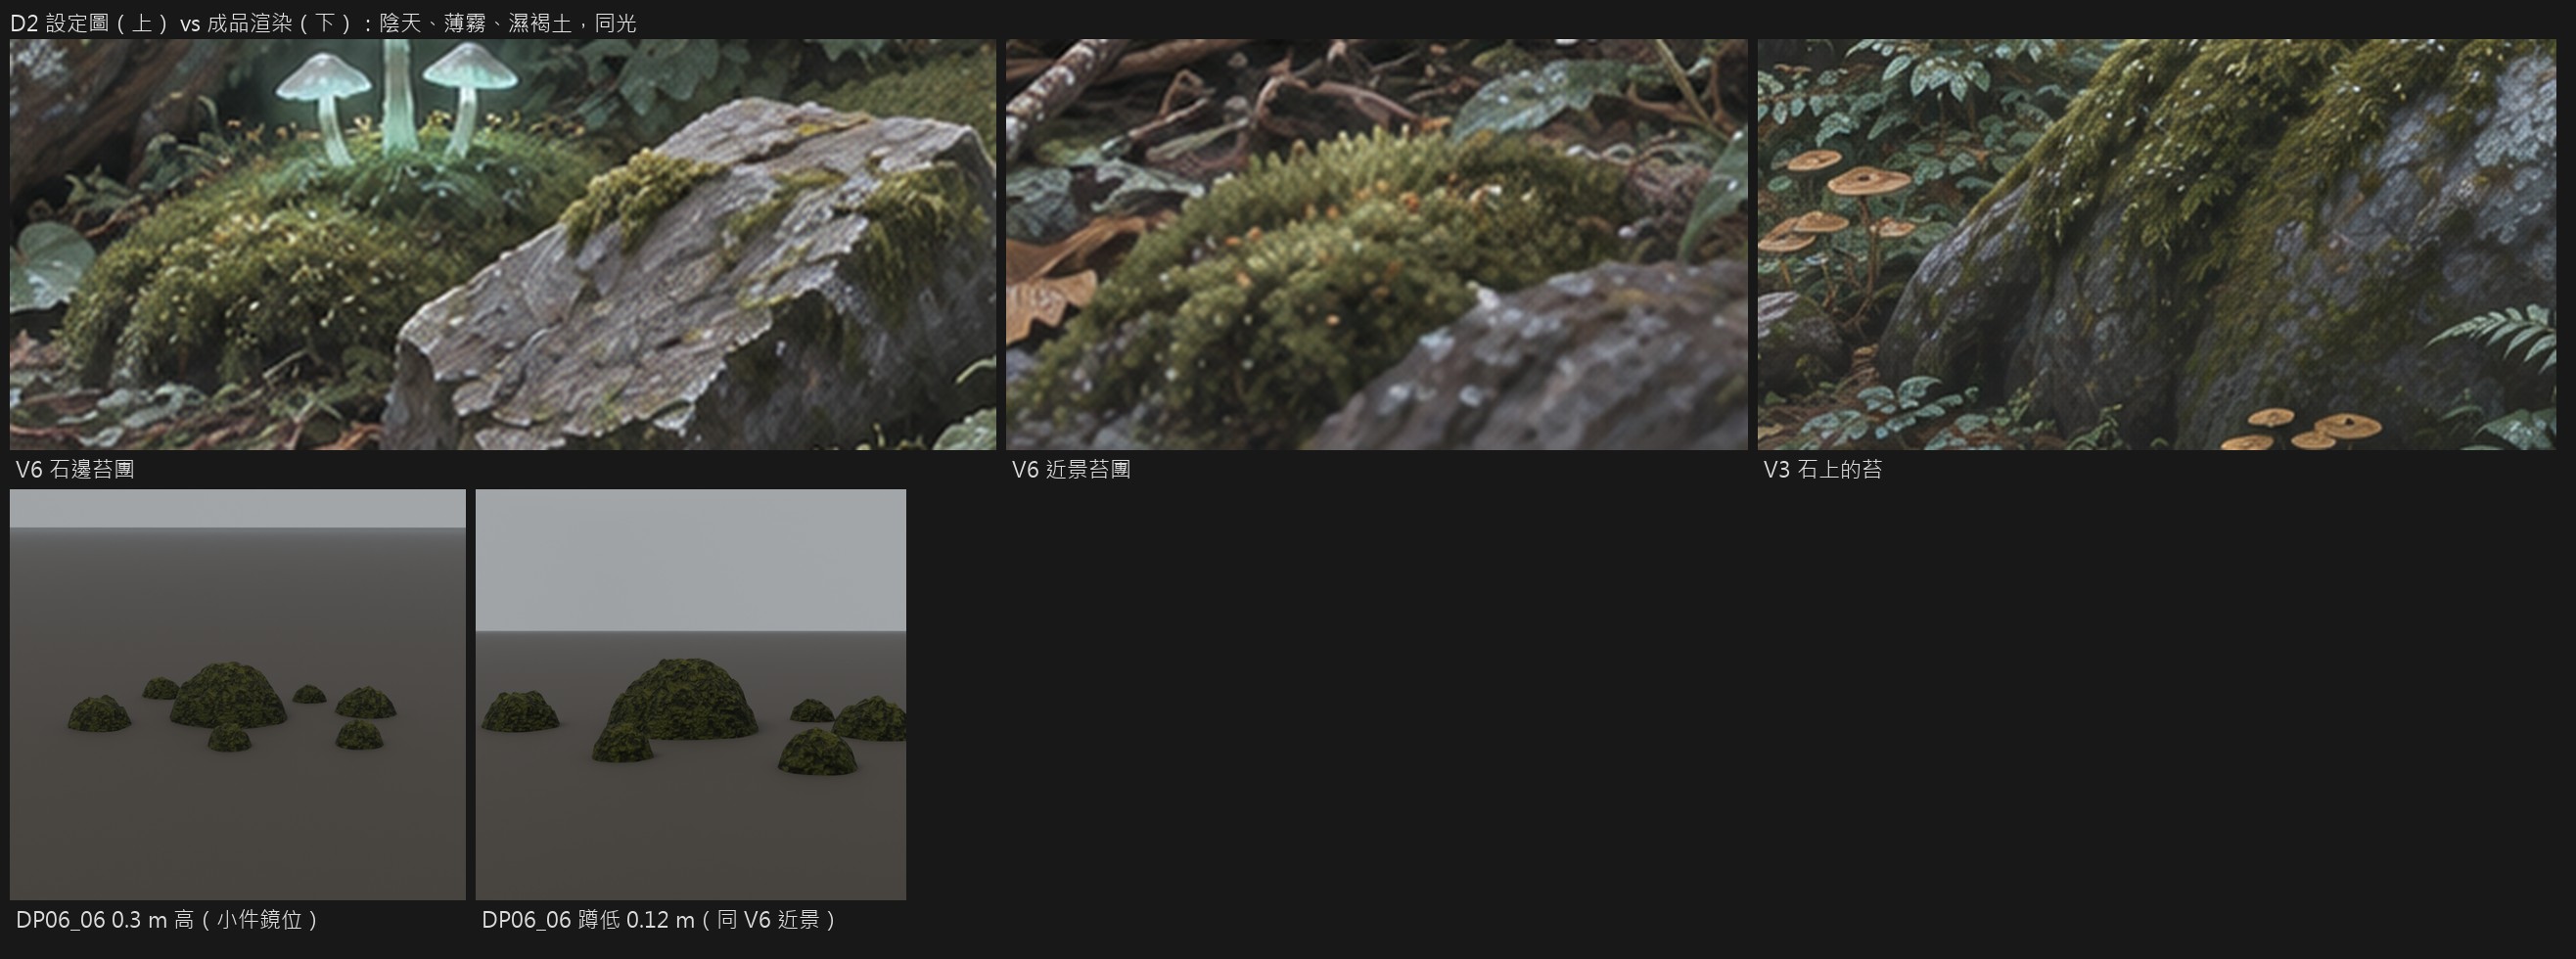 D2 設定圖（上） vs 成品渲染（下）：陰天、薄霧、濕褐土，同光
V6 石邊苔團
V6 近景苔團
V3 石上的苔
DP06_06 0.3 m 高（小件鏡位）
DP06_06 蹲低 0.12 m（同 V6 近景）